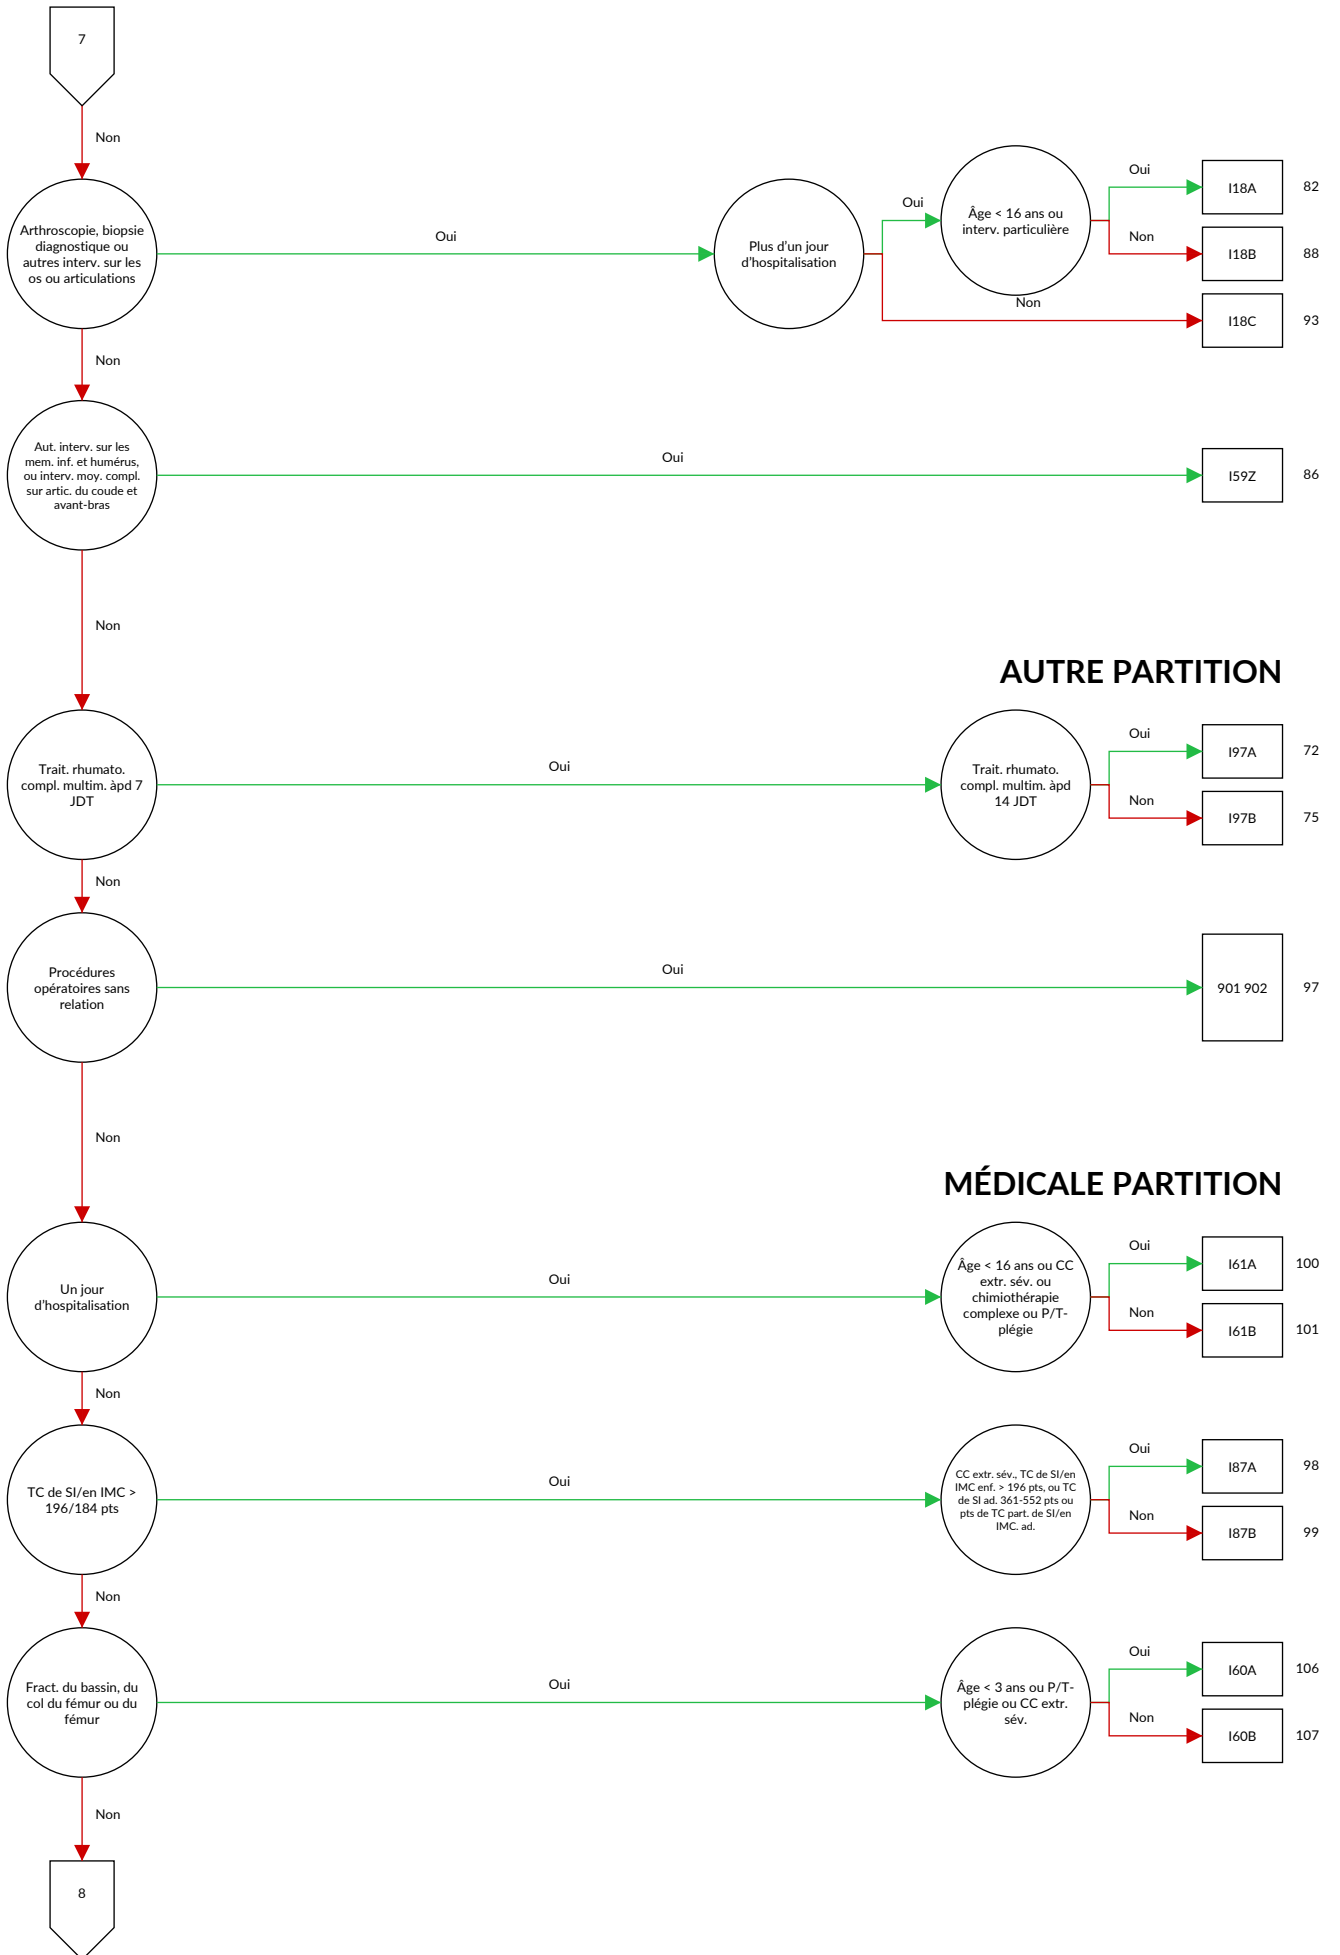 7
Non
Arthroscopie, biopsie
diagnostique ou
autres interv. sur les
os ou articulations
Oui
Plus d'un jour
d'hospitalisation
Oui
Âge < 16 ans ou
interv. particulière
Oui
I18A
82
Non
I18B
88
Non
I18C
93
Non
Aut. interv. sur les
mem. inf. et humérus,
ou interv. moy. compl.
sur artic. du coude et
avant-bras
Oui
I59Z
86
Non
AUTRE PARTITION
Trait. rhumato.
compl. multim. àpd 7
JDT
Oui
Trait. rhumato.
compl. multim. àpd
14 JDT
Oui
I97A
72
Non
I97B
75
Non
Procédures
opératoires sans
relation
Oui
901 902
97
Non
MÉDICALE PARTITION
Un jour
d'hospitalisation
Oui
Âge < 16 ans ou CC
extr. sév. ou
chimiothérapie
complexe ou P/T-
plégie
Oui
I61A
100
Non
I61B
101
Non
TC de SI/en IMC >
196/184 pts
Oui
CC extr. sév., TC de SI/en
IMC enf. > 196 pts, ou TC
de SI ad. 361-552 pts ou
pts de TC part. de SI/en
IMC. ad.
Oui
I87A
98
Non
I87B
99
Non
Fract. du bassin, du
col du fémur ou du
fémur
Oui
Âge < 3 ans ou P/T-
plégie ou CC extr.
sév.
Oui
I60A
106
Non
I60B
107
Non
8